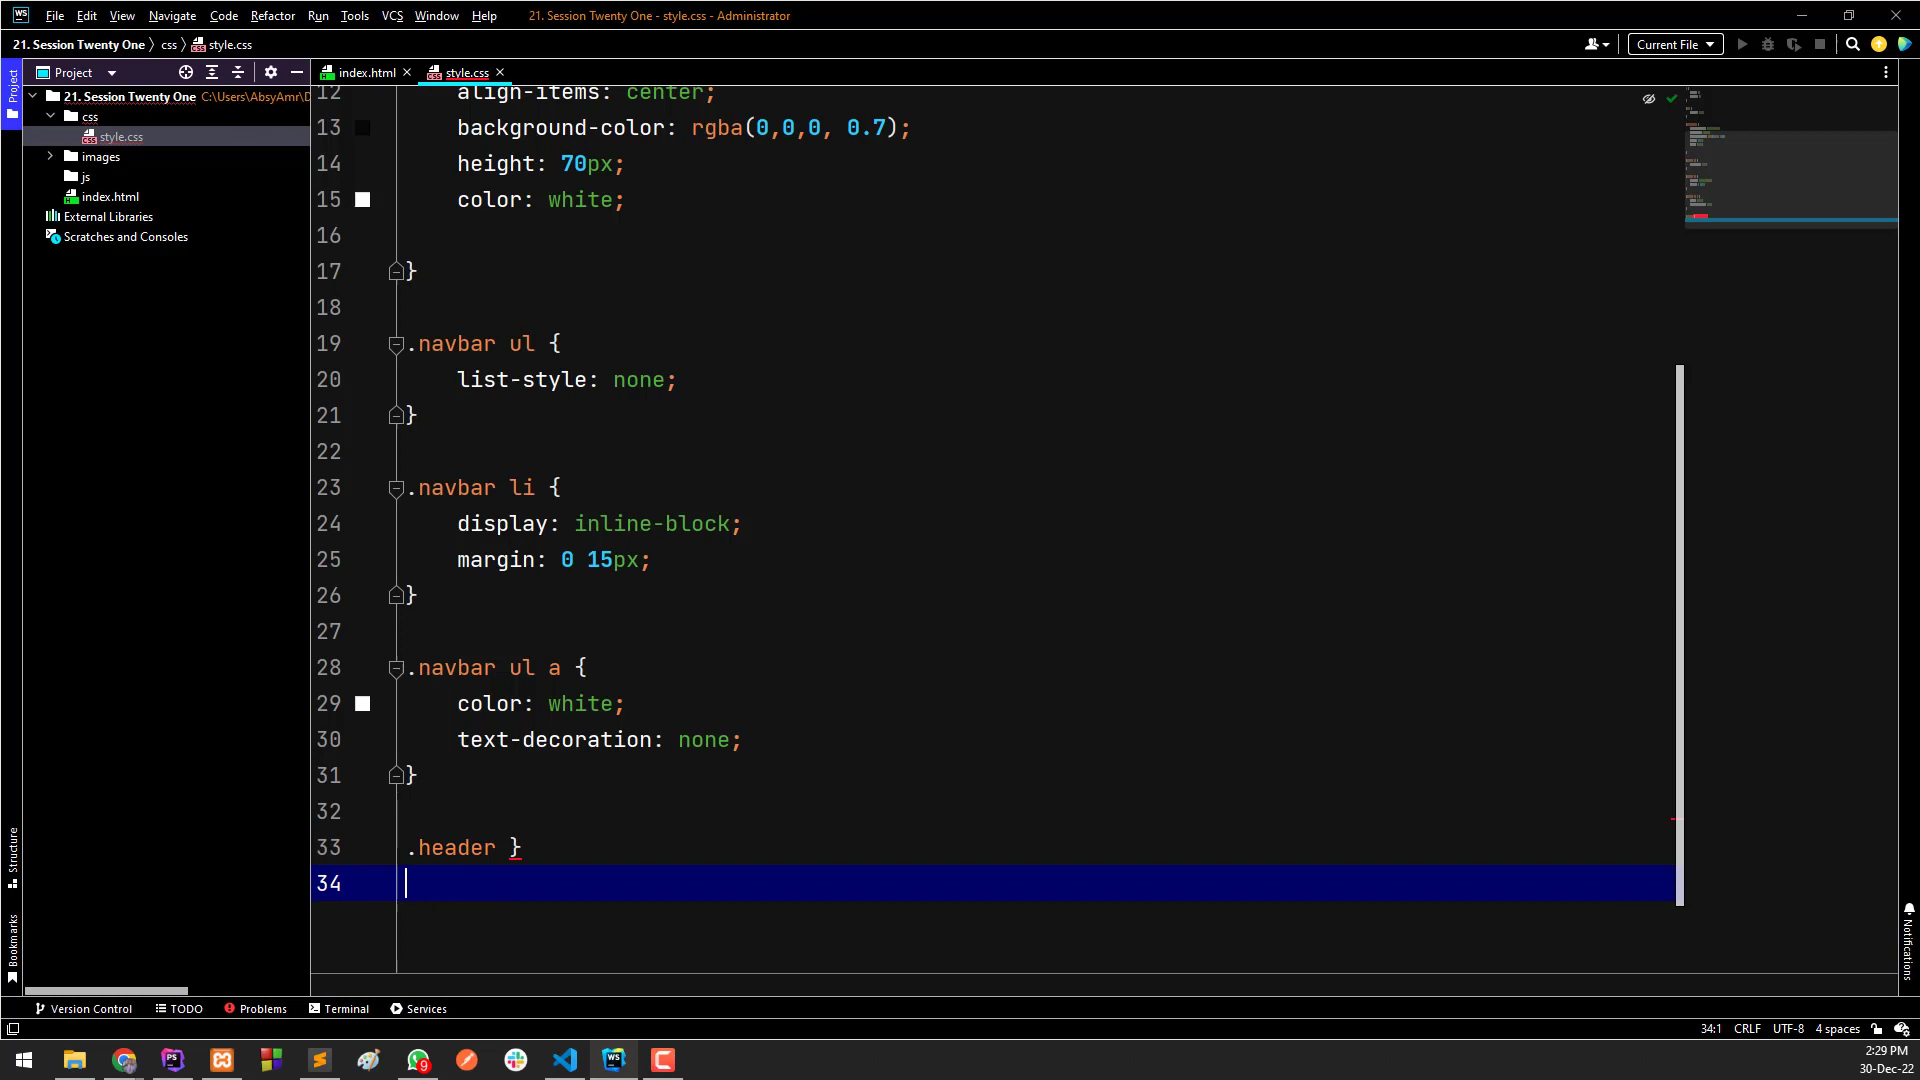 WS File Edit View Navigate Code Refactor Run Tools VCS Window Help 21. Session Twenty One - style.css - Administrator
21. Session Twenty One css style.css Current File
Project index.html style.css
Project
21. Session Twenty One C:\Users\AbsyAmr\D
css
style.css
images
js
index.html
External Libraries
Scratches and Consoles
12 align-items: center;
13 background-color: rgba(0,0,0, 0.7);
14 height: 70px;
15 color: white;
16
17 }
18
19 .navbar ul {
20 list-style: none;
21 }
22
23 .navbar li {
24 display: inline-block;
25 margin: 0 15px;
26 }
27
28 .navbar ul a {
29 color: white;
30 text-decoration: none;
31 }
32
33 .header }
34
Structure
Bookmarks
Notifications
Version Control TODO Problems Terminal Services
34:1 CRLF UTF-8 4 spaces
PS 9 WS
2:29 PM
30-Dec-22